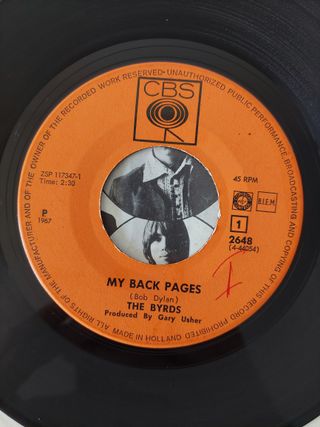 ALL RIGHTS OF THE MANUFACTURER AND OF THE OWNER OF THE RECORDED WORK RESERVED • UNAUTHORIZED PUBLIC PERFORMANCE, BROADCASTING AND COPYING OF THIS RECORD PROHIBITED • MADE IN HOLLAND
CBS
ZSP 117347-1
Time: 2:30
45 RPM
B.I.E.M.
P
1967
1
2648
(4-44054)
I
MY BACK PAGES
(Bob Dylan)
THE BYRDS
Produced By Gary Usher